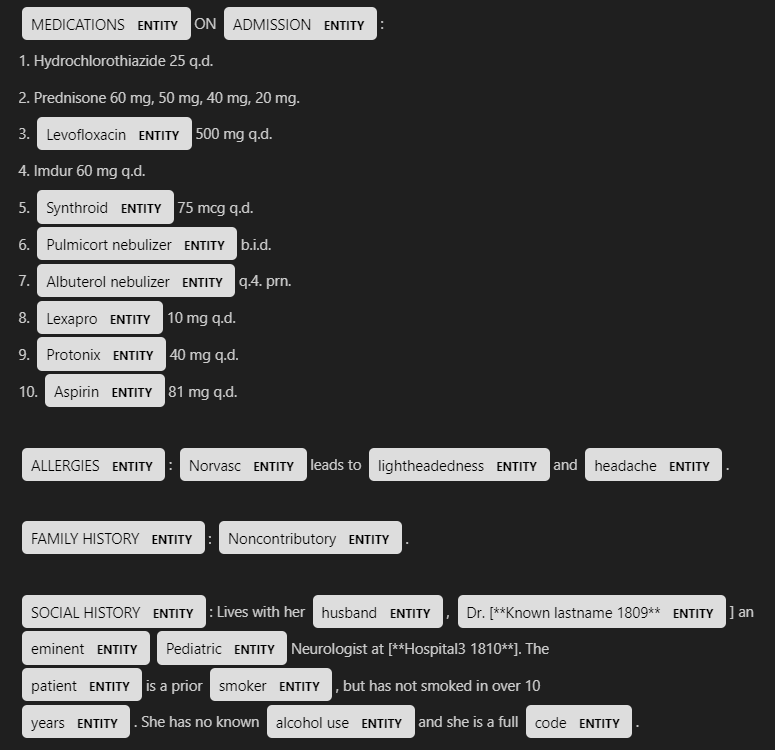 MEDICATIONS ENTITY ON ADMISSION ENTITY :
1. Hydrochlorothiazide 25 q.d.
2. Prednisone 60 mg, 50 mg, 40 mg, 20 mg.
3. Levofloxacin ENTITY 500 mg q.d.
4. Imdur 60 mg q.d.
5. Synthroid ENTITY 75 mcg q.d.
6. Pulmicort nebulizer ENTITY b.i.d.
7. Albuterol nebulizer ENTITY q.4. prn.
8. Lexapro ENTITY 10 mg q.d.
9. Protonix ENTITY 40 mg q.d.
10. Aspirin ENTITY 81 mg q.d.
ALLERGIES ENTITY : Norvasc ENTITY leads to lightheadedness ENTITY and headache ENTITY .
FAMILY HISTORY ENTITY : Noncontributory ENTITY .
SOCIAL HISTORY ENTITY : Lives with her husband ENTITY , Dr. [**Known lastname 1809** ENTITY ] an
eminent ENTITY Pediatric ENTITY Neurologist at [**Hospital3 1810**]. The
patient ENTITY is a prior smoker ENTITY , but has not smoked in over 10
years ENTITY . She has no known alcohol use ENTITY and she is a full code ENTITY .